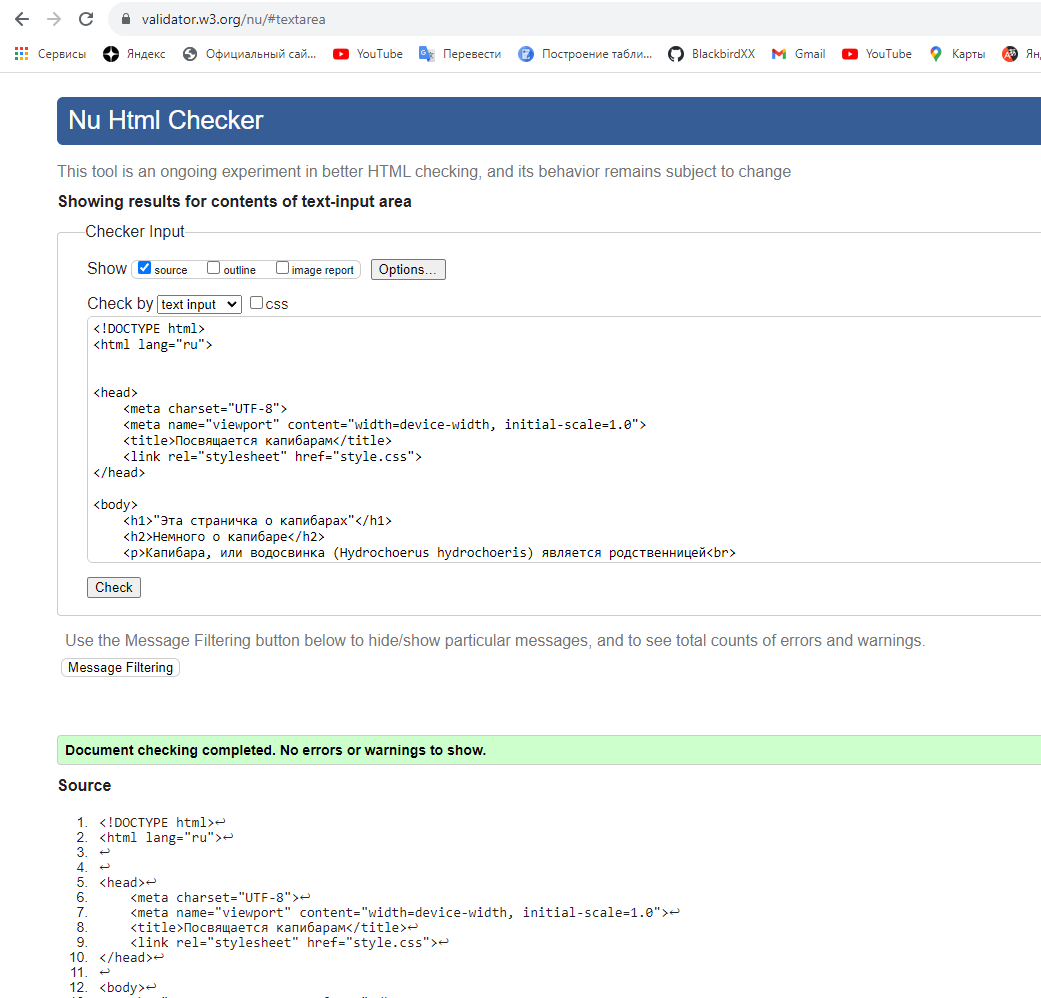 validator.w3.org/nu/#textarea
Сервисы Яндекс Официальный сай... YouTube Перевести Построение табли... BlackbirdXX Gmail YouTube Карты
Nu Html Checker
This tool is an ongoing experiment in better HTML checking, and its behavior remains subject to change
Showing results for contents of text-input area
Checker Input
Show source outline image report Options...
Check by text input css
<!DOCTYPE html>
<html lang="ru">
<head>
<meta charset="UTF-8">
<meta name="viewport" content="width=device-width, initial-scale=1.0">
<title>Посвящается капибарам</title>
<link rel="stylesheet" href="style.css">
</head>
<body>
<h1>"Эта страничка о капибарах"</h1>
<h2>Немного о капибаре</h2>
<p>Капибара, или водосвинка (Hydrochoerus hydrochoeris) является родственницей<br>
Check
Use the Message Filtering button below to hide/show particular messages, and to see total counts of errors and warnings.
Message Filtering
Document checking completed. No errors or warnings to show.
Source
1. <!DOCTYPE html>↩
2. <html lang="ru">↩
3. ↩
4. ↩
5. <head>↩
6. <meta charset="UTF-8">↩
7. <meta name="viewport" content="width=device-width, initial-scale=1.0">↩
8. <title>Посвящается капибарам</title>↩
9. <link rel="stylesheet" href="style.css">↩
10. </head>↩
11. ↩
12. <body>↩